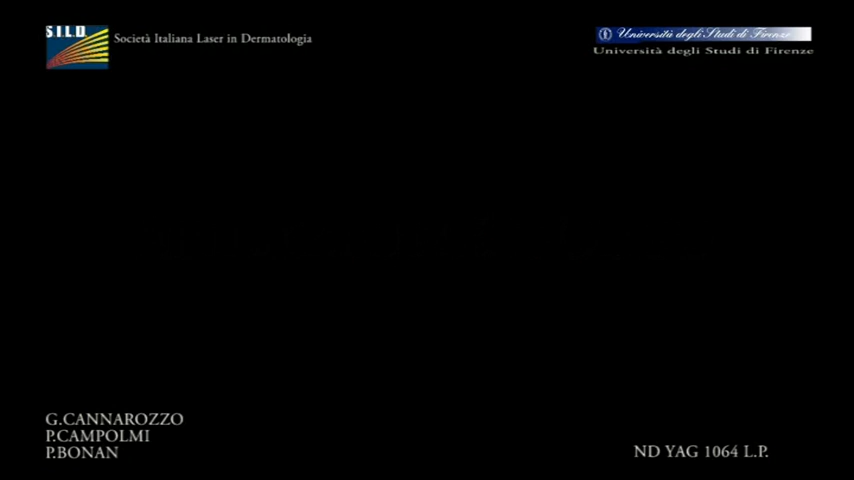 S.I.L.D.
Società Italiana Laser in Dermatologia
Università degli Studi di Firenze
Università degli Studi di Firenze
G.CANNAROZZO
P.CAMPOLMI
P.BONAN
ND YAG 1064 L.P.